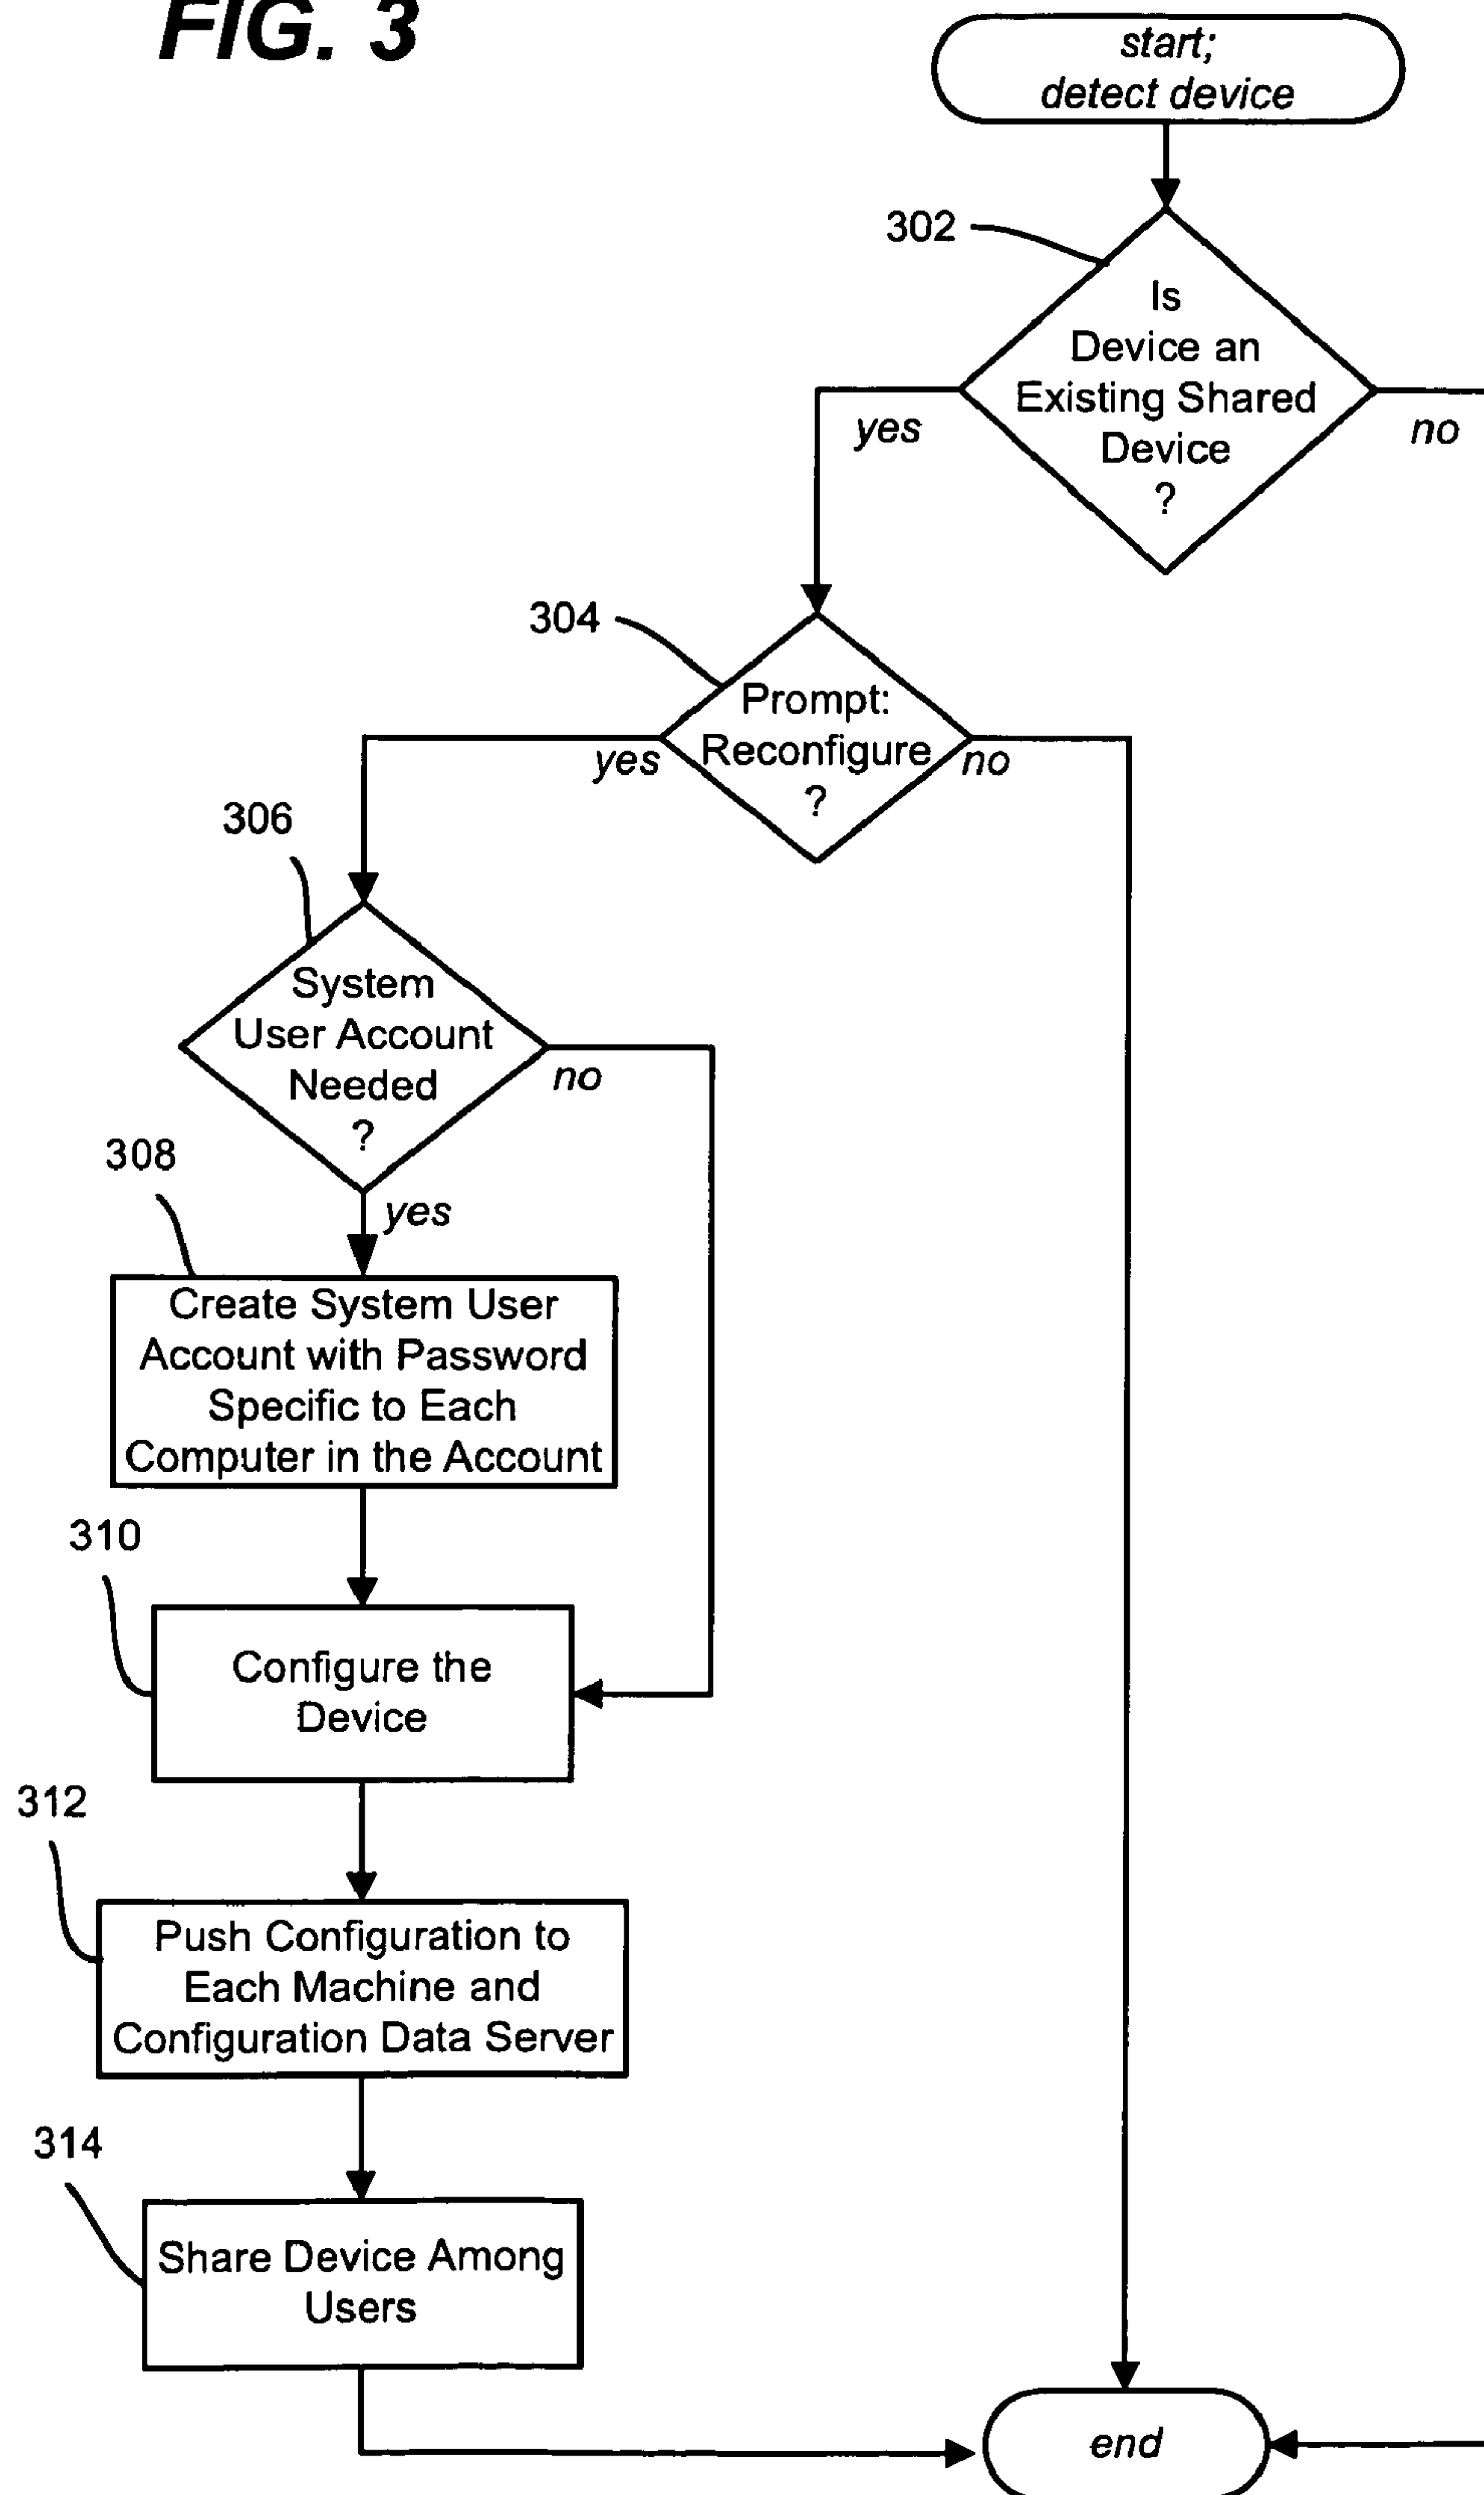 FIG. 3
start;
detect device
302
Is
Device an
Existing Shared
Device
?
yes
no
304
Prompt:
Reconfigure
?
yes
no
306
System
User Account
Needed
?
no
308
yes
Create System User
Account with Password
Specific to Each
Computer in the Account
310
Configure the
Device
312
Push Configuration to
Each Machine and
Configuration Data Server
314
Share Device Among
Users
end